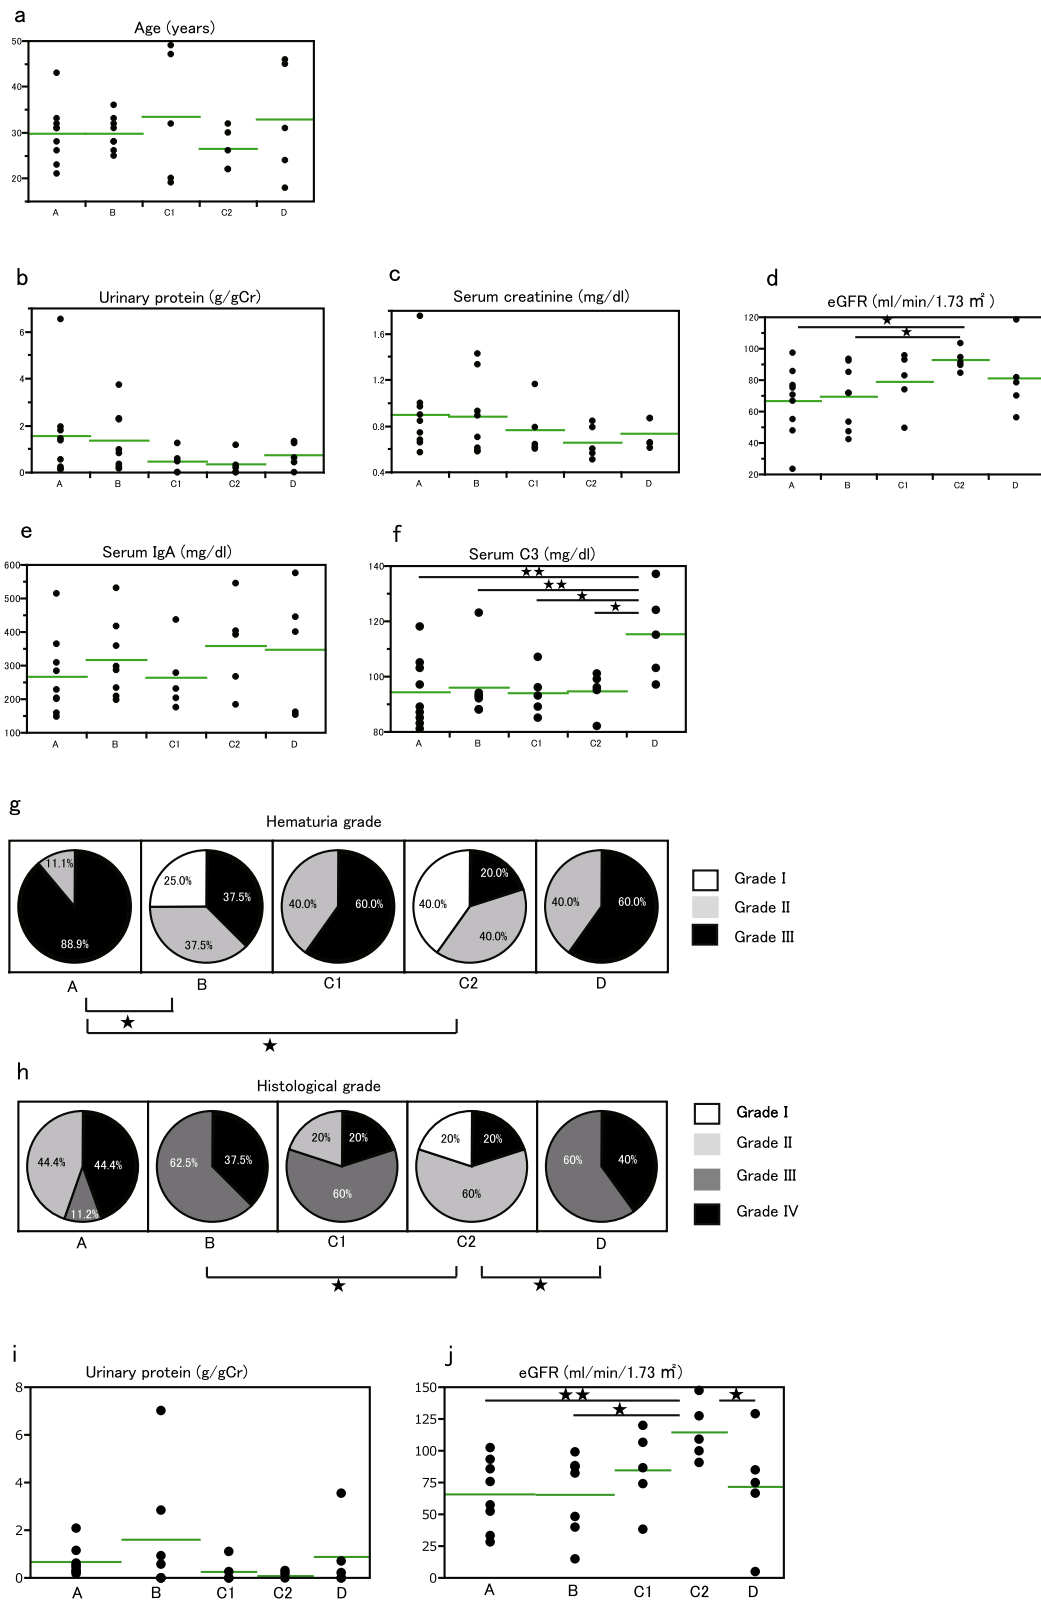 a
Age (years)
50
40
30
20
A B C1 C2 D
b
Urinary protein (g/gCr)
6
4
2
0
A B C1 C2 D
c
Serum creatinine (mg/dl)
1.6
1.2
0.8
0.4
A B C1 C2 D
d
eGFR (ml/min/1.73 ㎡ )
★
★
120
100
80
60
40
20
A B C1 C2 D
e
Serum IgA (mg/dl)
600
500
400
300
200
100
A B C1 C2 D
f
Serum C3 (mg/dl)
★★
★★
★
★
140
120
100
80
A B C1 C2 D
g
Hematuria grade
11.1%
88.9%
25.0%
37.5%
37.5%
40.0%
60.0%
20.0%
40.0%
40.0%
40.0%
60.0%
Grade I
Grade II
Grade III
A B C1 C2 D
★
★
h
Histological grade
44.4%
44.4%
11.2%
62.5%
37.5%
20%
20%
60%
20%
20%
60%
60%
40%
Grade I
Grade II
Grade III
Grade IV
A B C1 C2 D
★ ★
i
Urinary protein (g/gCr)
8
6
4
2
0
A B C1 C2 D
j
eGFR (ml/min/1.73 ㎡)
★★
★
★
150
125
100
75
50
25
0
A B C1 C2 D